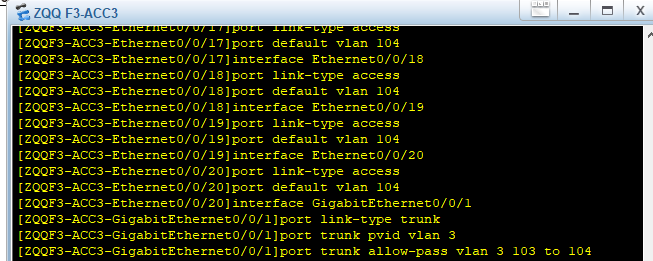 ZQQ F3-ACC3
[ZQQF3-ACC3-Ethernet0/0/17]port link-type access
[ZQQF3-ACC3-Ethernet0/0/17]port default vlan 104
[ZQQF3-ACC3-Ethernet0/0/17]interface Ethernet0/0/18
[ZQQF3-ACC3-Ethernet0/0/18]port link-type access
[ZQQF3-ACC3-Ethernet0/0/18]port default vlan 104
[ZQQF3-ACC3-Ethernet0/0/18]interface Ethernet0/0/19
[ZQQF3-ACC3-Ethernet0/0/19]port link-type access
[ZQQF3-ACC3-Ethernet0/0/19]port default vlan 104
[ZQQF3-ACC3-Ethernet0/0/19]interface Ethernet0/0/20
[ZQQF3-ACC3-Ethernet0/0/20]port link-type access
[ZQQF3-ACC3-Ethernet0/0/20]port default vlan 104
[ZQQF3-ACC3-Ethernet0/0/20]interface GigabitEthernet0/0/1
[ZQQF3-ACC3-GigabitEthernet0/0/1]port link-type trunk
[ZQQF3-ACC3-GigabitEthernet0/0/1]port trunk pvid vlan 3
[ZQQF3-ACC3-GigabitEthernet0/0/1]port trunk allow-pass vlan 3 103 to 104